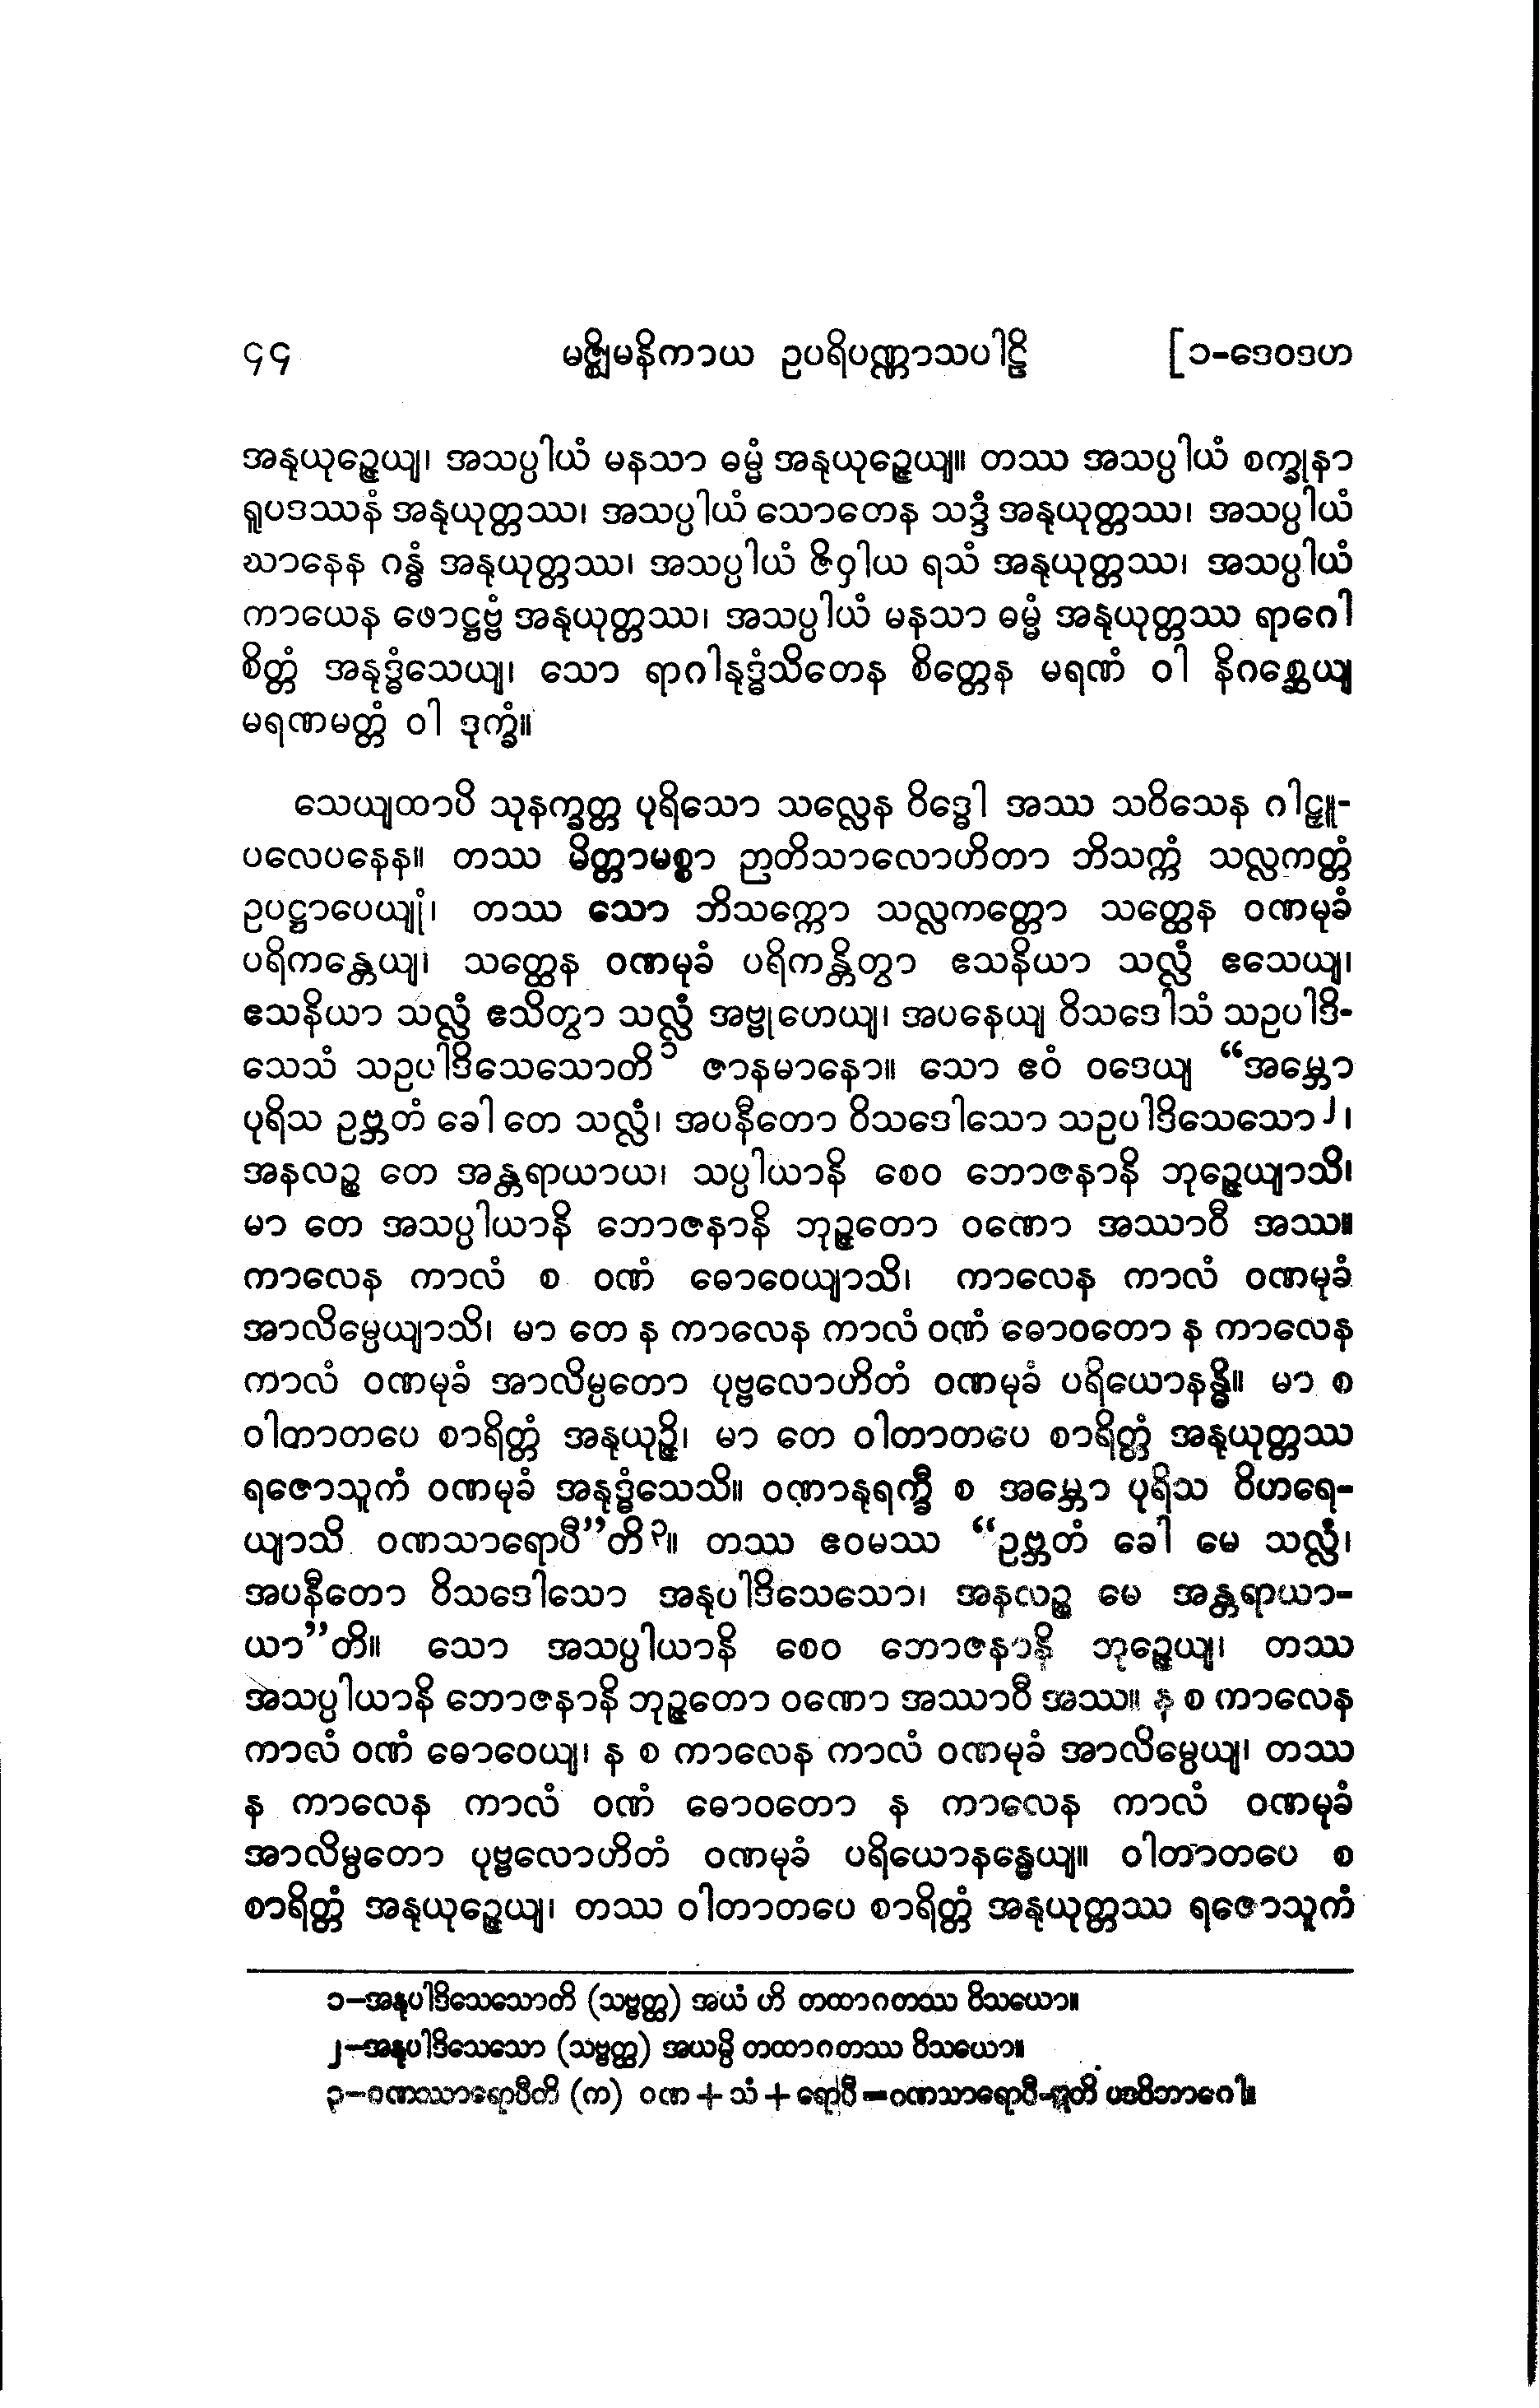 ၄၄ မဇ္ဈိမနိကာယ ဥပရိပဏ္ဏာသပါဠိ [၁-ဒေဝဒဟ
အနုယုဉ္ဇေယျ၊ အသပ္ပါယံ မနသာ ဓမ္မံ အနုယုဉ္ဇေယျ။ တဿ အသပ္ပါယံ စက္ခုနာ
ရူပဒဿနံ အနုယုတ္တဿ၊ အသပ္ပါယံ သောတေန သဒ္ဒံ အနုယုတ္တဿ၊ အသပ္ပါယံ
ဃာနေန ဂန္ဓံ အနုယုတ္တဿ၊ အသပ္ပါယံ ဇိဝှါယ ရသံ အနုယုတ္တဿ၊ အသပ္ပါယံ
ကာယေန ဖောဋ္ဌဗ္ဗံ အနုယုတ္တဿ၊ အသပ္ပါယံ မနသာ ဓမ္မံ အနုယုတ္တဿ ရာဂေါ
စိတ္တံ အနုဒ္ဓံသေယျ၊ သော ရာဂါနုဒ္ဓံသိတေန စိတ္တေန မရဏံ ဝါ နိဂစ္ဆေယျ
မရဏမတ္တံ ဝါ ဒုက္ခံ။
သေယျထာပိ သုနက္ခတ္တ ပုရိသော သလ္လေန ဝိဒ္ဓေါ အဿ သဝိသေန ဂါဠှူ-
ပလေပနေန။ တဿ မိတ္တာမစ္စာ ဉာတိသာလောဟိတာ ဘိသက္ကံ သလ္လကတ္တံ
ဥပဋ္ဌာပေယျုံ၊ တဿ သော ဘိသက္ကော သလ္လကတ္တော သတ္ထေန ဝဏမုခံ
ပရိကန္တေယျ၊ သတ္ထေန ဝဏမုခံ ပရိကန္တိတွာ ဧသနိယာ သလ္လံ ဧသေယျ၊
ဧသနိယာ သလ္လံ ဧသိတွာ သလ္လံ အဗ္ဗုဟေယျ၊ အပနေယျ ဝိသဒေါသံ သဥပါဒိ-
သေသံ သဥပါဒိသေသောတိ၁ ဇာနမာနော။ သော ဧဝံ ဝဒေယျ “အမ္ဘော
ပုရိသ ဥဗ္ဘတံ ခေါ တေ သလ္လံ၊ အပနီတော ဝိသဒေါသော သဥပါဒိသေသော၂၊
အနလဉ္စ တေ အန္တရာယာယ၊ သပ္ပါယာနိ စေဝ ဘောဇနာနိ ဘုဉ္ဇေယျာသိ၊
မာ တေ အသပ္ပါယာနိ ဘောဇနာနိ ဘုဉ္ဇတော ဝဏော အဿာဝီ အဿ။
ကာလေန ကာလံ စ ဝဏံ ဓောဝေယျာသိ၊ ကာလေန ကာလံ ဝဏမုခံ
အာလိမ္ပေယျာသိ၊ မာ တေ န ကာလေန ကာလံ ဝဏံ ဓောဝတော န ကာလေန
ကာလံ ဝဏမုခံ အာလိမ္ပတော ပုဗ္ဗလောဟိတံ ဝဏမုခံ ပရိယောနန္ဓိ။ မာ စ
ဝါတာတပေ စာရိတ္တံ အနုယုဉ္ဇိ၊ မာ တေ ဝါတာတပေ စာရိတ္တံ အနုယုတ္တဿ
ရဇောသူကံ ဝဏမုခံ အနုဒ္ဓံသေသိ။ ဝဏာနုရက္ခီ စ အမ္ဘော ပုရိသ ဝိဟရေ-
ယျာသိ ဝဏသာရောပီ”တိ၃။ တဿ ဧဝမဿ “ဥဗ္ဘတံ ခေါ မေ သလ္လံ၊
အပနီတော ဝိသဒေါသော အနုပါဒိသေသော၊ အနလဉ္စ မေ အန္တရာယာ-
ယာ”တိ။ သော အသပ္ပါယာနိ စေဝ ဘောဇနာနိ ဘုဉ္ဇေယျ၊ တဿ
အသပ္ပါယာနိ ဘောဇနာနိ ဘုဉ္ဇတော ဝဏော အဿာဝီ အဿ။ န စ ကာလေန
ကာလံ ဝဏံ ဓောဝေယျ၊ န စ ကာလေန ကာလံ ဝဏမုခံ အာလိမ္ပေယျ၊ တဿ
န ကာလေန ကာလံ ဝဏံ ဓောဝတော န ကာလေန ကာလံ ဝဏမုခံ
အာလိမ္ပတော ပုဗ္ဗလောဟိတံ ဝဏမုခံ ပရိယောနန္ဓေယျ။ ဝါတာတပေ စ
စာရိတ္တံ အနုယုဉ္ဇေယျ၊ တဿ ဝါတာတပေ စာရိတ္တံ အနုယုတ္တဿ ရဇောသူကံ
၁–အနုပါဒိသေသောတိ (သဗ္ဗတ္ထ) အယံ ဟိ တထာဂတဿ ဝိသယော။
၂–အနုပါဒိသေသော (သဗ္ဗတ္ထ) အယမ္ပိ တထာဂတဿ ဝိသယော။
၃–ဝဏဿာရောပီတိ (က) ဝဏ + သံ + ရောပီ = ဝဏသာရောပီ-ဣတိ ပဒဝိဘာဂေါ။